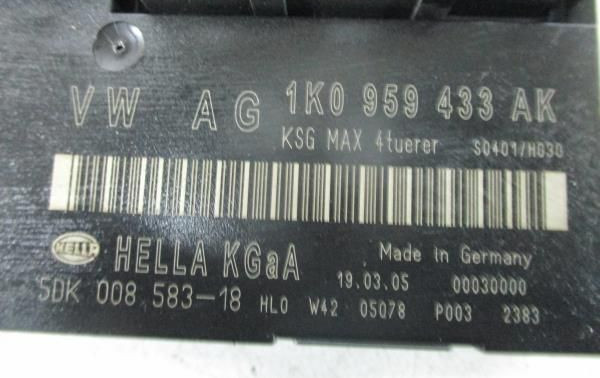 VW AG 1K0 959 433 AK
KSG MAX 4tuerer S0401/H030
HELLA HELLA KGaA Made in Germany
19.03.05 00030000
5DK 008 583-18 HL0 W42 05078 P003 2383